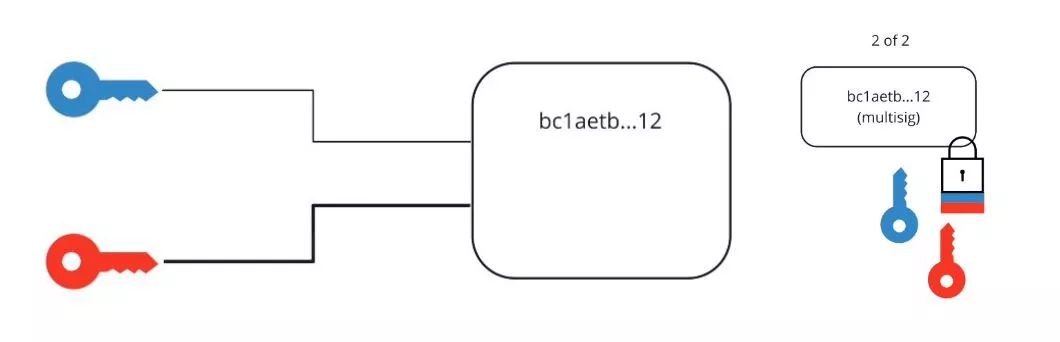 bc1aetb...12
2 of 2
bc1aetb...12
(multisig)